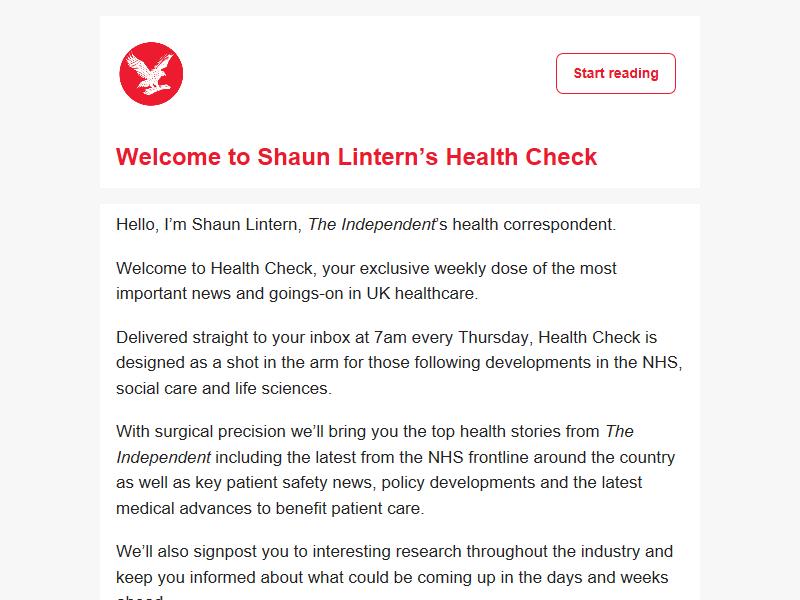 Start reading
Welcome to Shaun Lintern’s Health Check
Hello, I’m Shaun Lintern, The Independent’s health correspondent.
Welcome to Health Check, your exclusive weekly dose of the most
important news and goings-on in UK healthcare.
Delivered straight to your inbox at 7am every Thursday, Health Check is
designed as a shot in the arm for those following developments in the NHS,
social care and life sciences.
With surgical precision we’ll bring you the top health stories from The
Independent including the latest from the NHS frontline around the country
as well as key patient safety news, policy developments and the latest
medical advances to benefit patient care.
We’ll also signpost you to interesting research throughout the industry and
keep you informed about what could be coming up in the days and weeks